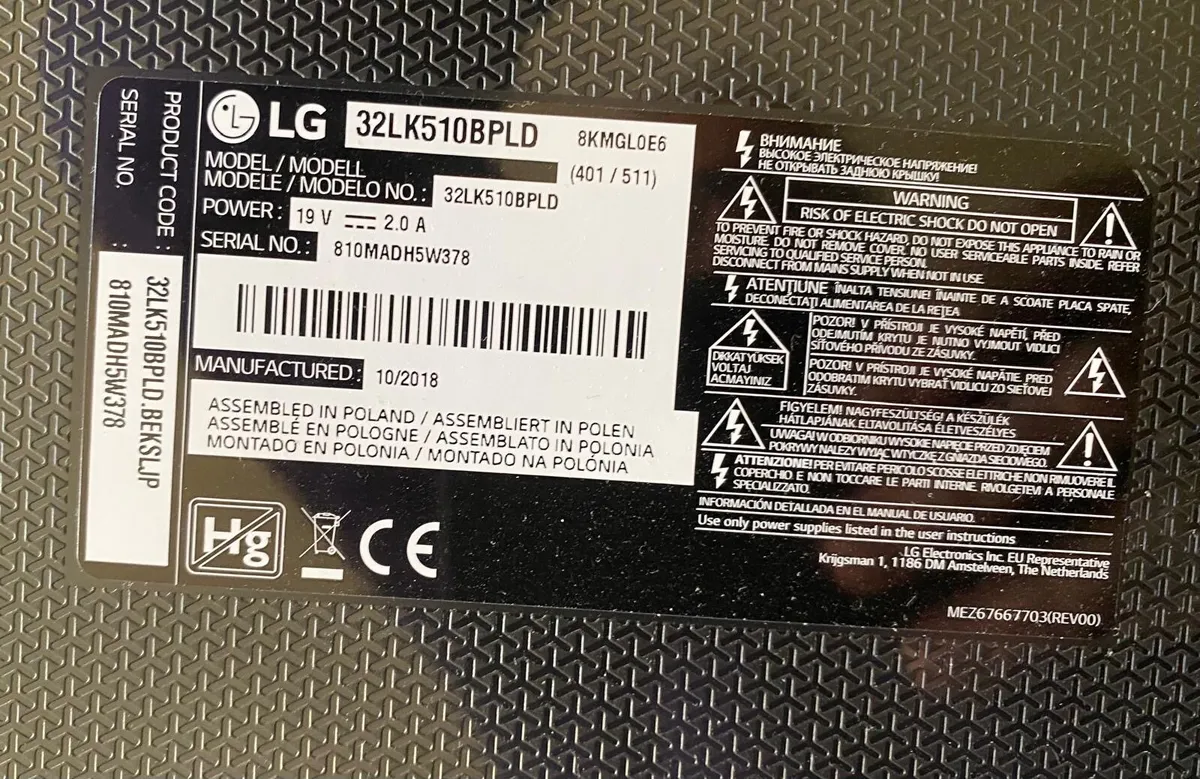 PRODUCT CODE : 32LK510BPLD.BEKSLJP
SERIAL NO. : 810MADH5W378
LG 32LK510BPLD 8KMGL0E6
(401 / 511)
MODEL / MODELL
MODELE / MODELO NO.: 32LK510BPLD
POWER : 19 V ⎓ 2.0 A
SERIAL NO. : 810MADH5W378
MANUFACTURED : 10/2018
ASSEMBLED IN POLAND / ASSEMBLIERT IN POLEN
ASSEMBLÉ EN POLOGNE / ASSEMBLATO IN POLONIA
MONTADO EN POLONIA / MONTADO NA POLÓNIA
Hg
CE
ВНИМАНИЕ
ВЫСОКОЕ ЭЛЕКТРИЧЕСКОЕ НАПРЯЖЕНИЕ!
НЕ ОТКРЫВАТЬ ЗАДНЮЮ КРЫШКУ!
WARNING
RISK OF ELECTRIC SHOCK DO NOT OPEN
TO PREVENT FIRE OR SHOCK HAZARD, DO NOT EXPOSE THIS APPLIANCE TO RAIN OR
MOISTURE. DO NOT REMOVE COVER. NO USER SERVICEABLE PARTS INSIDE. REFER
SERVICING TO QUALIFIED SERVICE PERSON.
DISCONNECT FROM MAINS SUPPLY WHEN NOT IN USE.
ATENŢIUNE ÎNALTA TENSIUNE! ÎNAINTE DE A SCOATE PLACA SPATE,
DECONECTAŢI ALIMENTAREA DE LA REŢEA
DIKKAT YÜKSEK
VOLTAJ
AÇMAYINIZ
POZOR! V PŘÍSTROJI JE VYSOKÉ NAPĚTÍ, PŘED
ODEJMUTÍM KRYTU JE NUTNO VYJMOUT VIDLICI
SÍŤOVÉHO PŘÍVODU ZE ZÁSUVKY.
POZOR! V PRÍSTROJI JE VYSOKÉ NAPÄTIE. PRED
ODOBRATIM KRYTU VYBRAŤ VIDLICU ZO SIEŤOVEJ
ZÁSUVKY.
FIGYELEM! NAGYFESZÜLTSÉG! A KÉSZÜLÉK
HÁTLAPJÁNAK ELTÁVOLÍTÁSA ÉLETVESZÉLYES
UWAGA! W ODBIORNIKU WYSOKIE NAPIĘCIE. PRZED ZDJĘCIEM
POKRYWY NALEŻY WYJĄĆ WTYCZKĘ Z GNIAZDA SIECIOWEGO.
ATTENZIONE! PER EVITARE PERICOLO SCOSSE ELETTRICHE NON RIMUOVERE IL
COPERCHIO. E NON TOCCARE LE PARTI INTERNE. RIVOLGETEVI A PERSONALE
SPECIALIZZATO.
INFORMACIÓN DETALLADA EN EL MANUAL DE USUARIO.
Use only power supplies listed in the user instructions
LG Electronics Inc. EU Representative
Krijgsman 1, 1186 DM Amstelveen, The Netherlands
MEZ67667703(REV00)